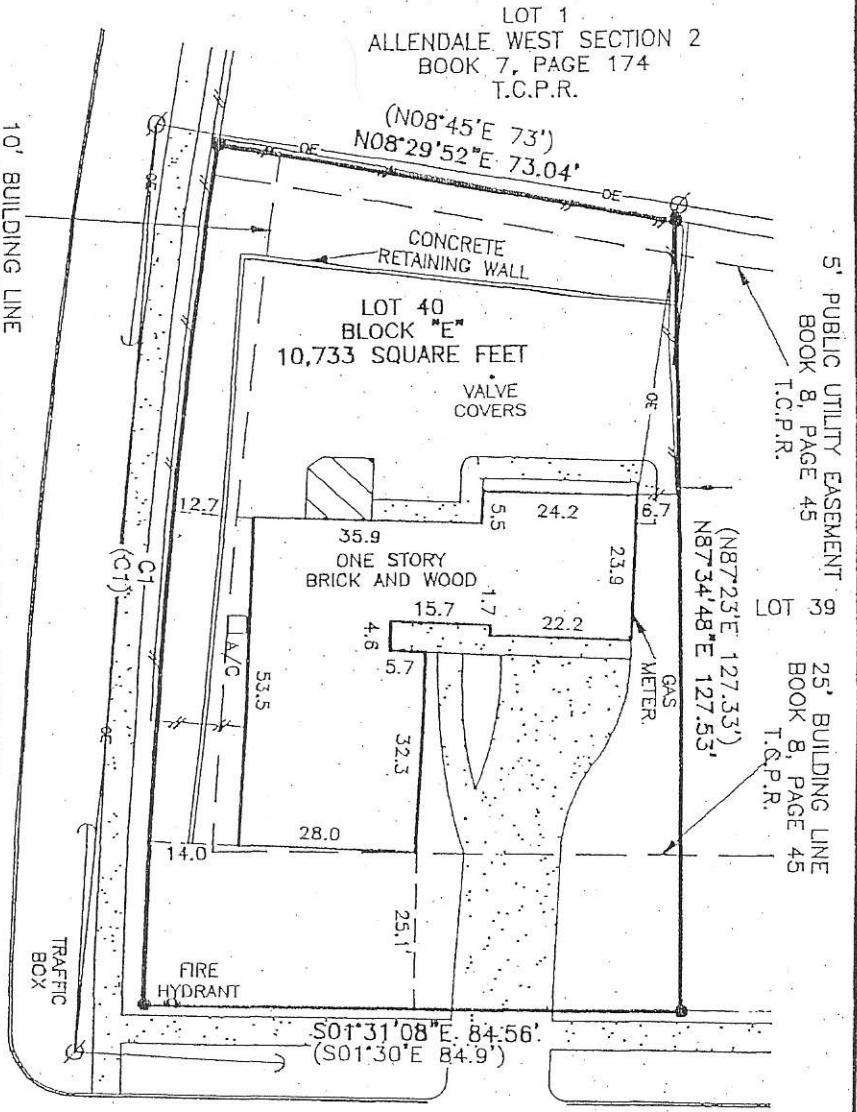 LOT 1
ALLENDALE WEST SECTION 2
BOOK 7, PAGE 174
T.C.P.R.
(N08°45'E 73')
N08°29'52"E 73.04'
OE
OE
5' PUBLIC UTILITY EASEMENT
BOOK 8, PAGE 45
T.C.P.R.
CONCRETE
RETAINING WALL
LOT 40
BLOCK "E"
10,733 SQUARE FEET
VALVE
COVERS
OE
OE
10' BUILDING LINE
12.7
35.9
5.5
24.2
6.7
ONE STORY
BRICK AND WOOD
23.9
1.7
15.7
22.2
4.6
5.7
GAS
METER
(N87°23'E 127.33')
N87°34'48"E 127.53'
LOT 39
25' BUILDING LINE
BOOK 8, PAGE 45
T.C.P.R.
C1
(C1)
A/C
53.5
32.3
OE
28.0
14.0
25.1'
FIRE
HYDRANT
TRAFFIC
BOX
S01°31'08"E 84.56'
(S01°30'E 84.9')